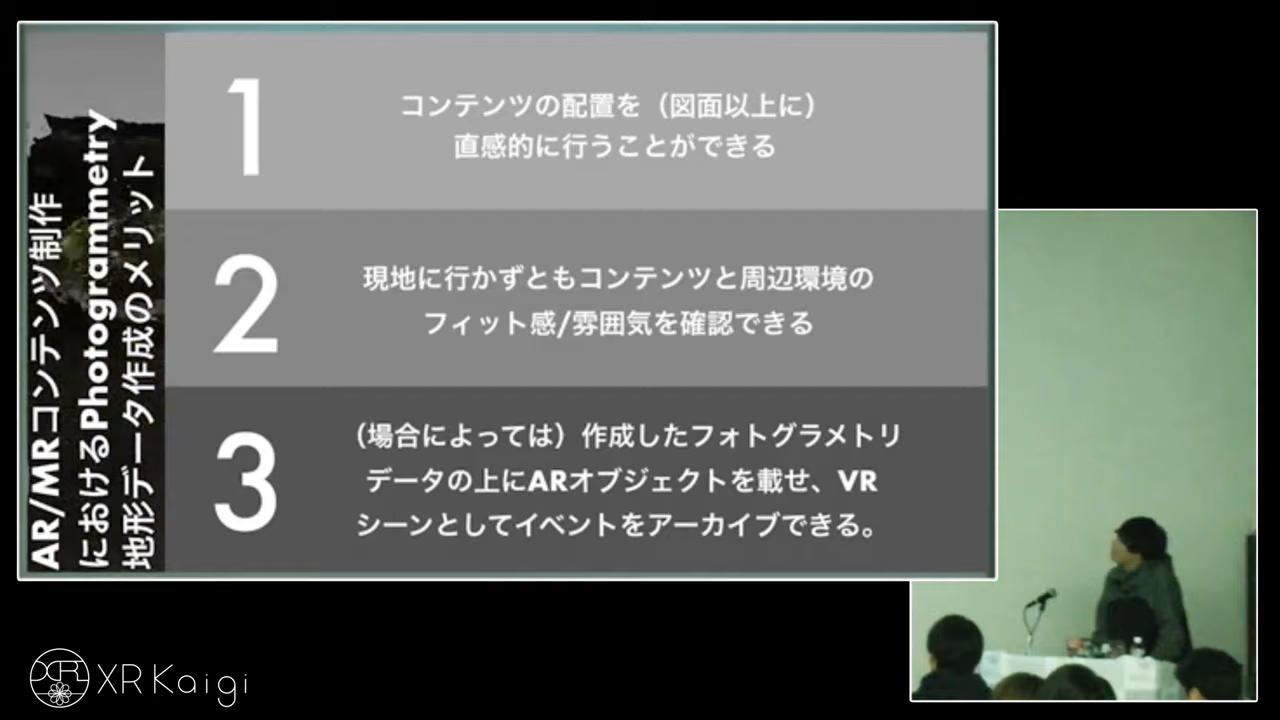 AR/MRコンテンツ制作
におけるPhotogrammetry
地形データ作成のメリット
1
コンテンツの配置を（図面以上に）
直感的に行うことができる
2
現地に行かずともコンテンツと周辺環境の
フィット感/雰囲気を確認できる
3
（場合によっては）作成したフォトグラメトリ
データの上にARオブジェクトを載せ、VR
シーンとしてイベントをアーカイブできる。
XR
XR Kaigi